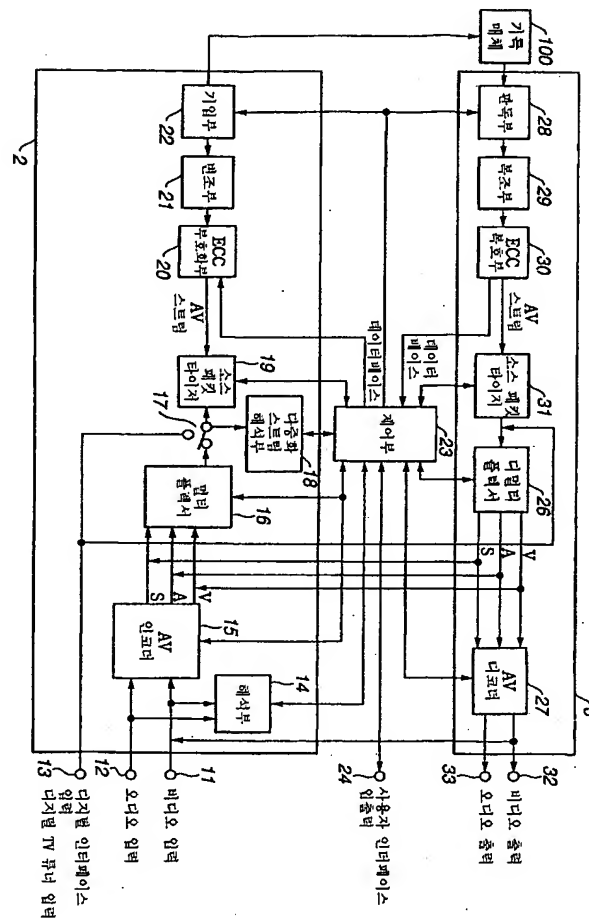 100
기록
매체
28
판독부
29
복조부
30
ECC
복호부
AV
스트림
데이터
베이스
31
소스 패킷
타이저
26
디멀티
플렉서
V
A
S
27
AV
디코더
32
비디오 출력
33
오디오 출력
23
제어부
데이터베이스
24
사용자 인터페이스
입출력
2
22
기입부
21
변조부
20
ECC
부호화부
AV
스트림
19
소스
패킷
타이저
17
18
다중화
스트림
해석부
16
멀티
플렉서
V
A
S
15
AV
인코더
14
해석부
11
비디오 입력
12
오디오 입력
13
디지털 인터페이스
입력
디지털 TV 튜너 입력